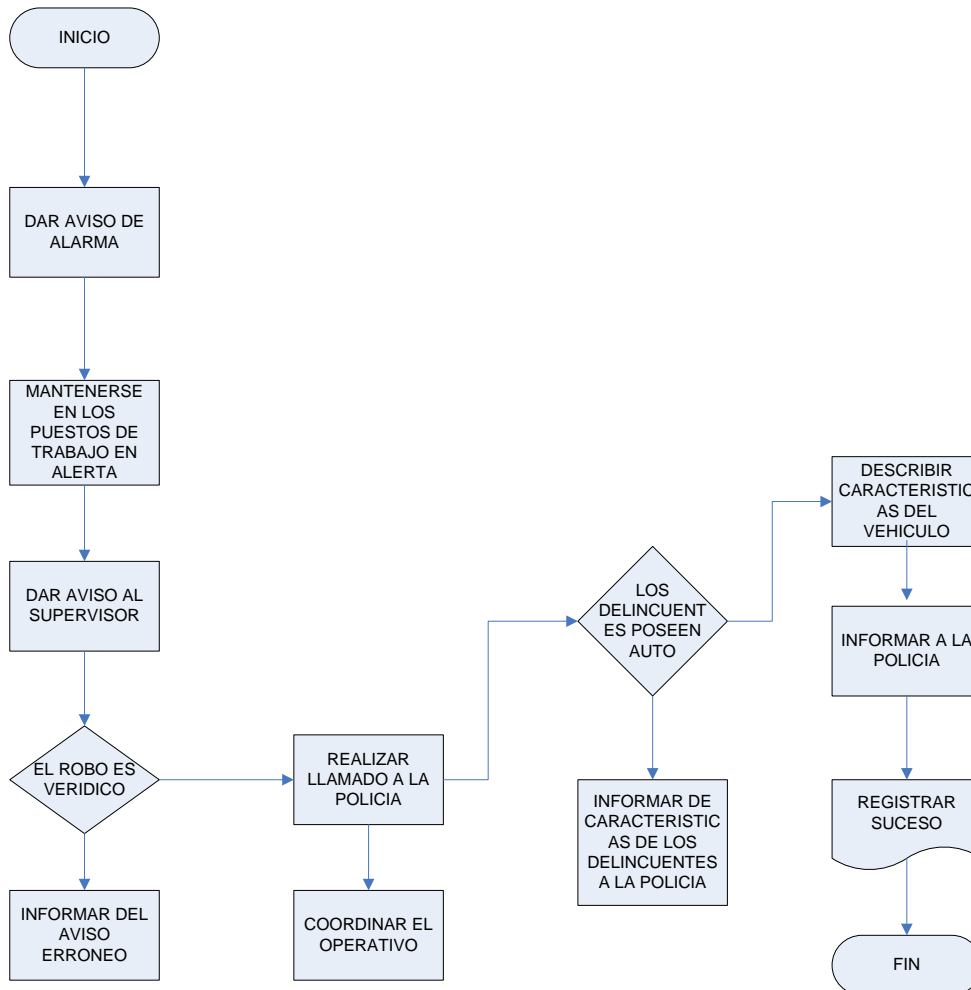 INICIO
DAR AVISO DE
ALARMA
MANTENERSE
EN LOS
PUESTOS DE
TRABAJO EN
ALERTA
DAR AVISO AL
SUPERVISOR
EL ROBO ES
VERIDICO
INFORMAR DEL
AVISO
ERRONEO
REALIZAR
LLAMADO A LA
POLICIA
COORDINAR EL
OPERATIVO
LOS
DELINCUENT
ES POSEEN
AUTO
INFORMAR DE
CARACTERISTIC
AS DE LOS
DELINCUENTES
A LA POLICIA
DESCRIBIR
CARACTERISTIC
AS DEL
VEHICULO
INFORMAR A LA
POLICIA
REGISTRAR
SUCESO
FIN